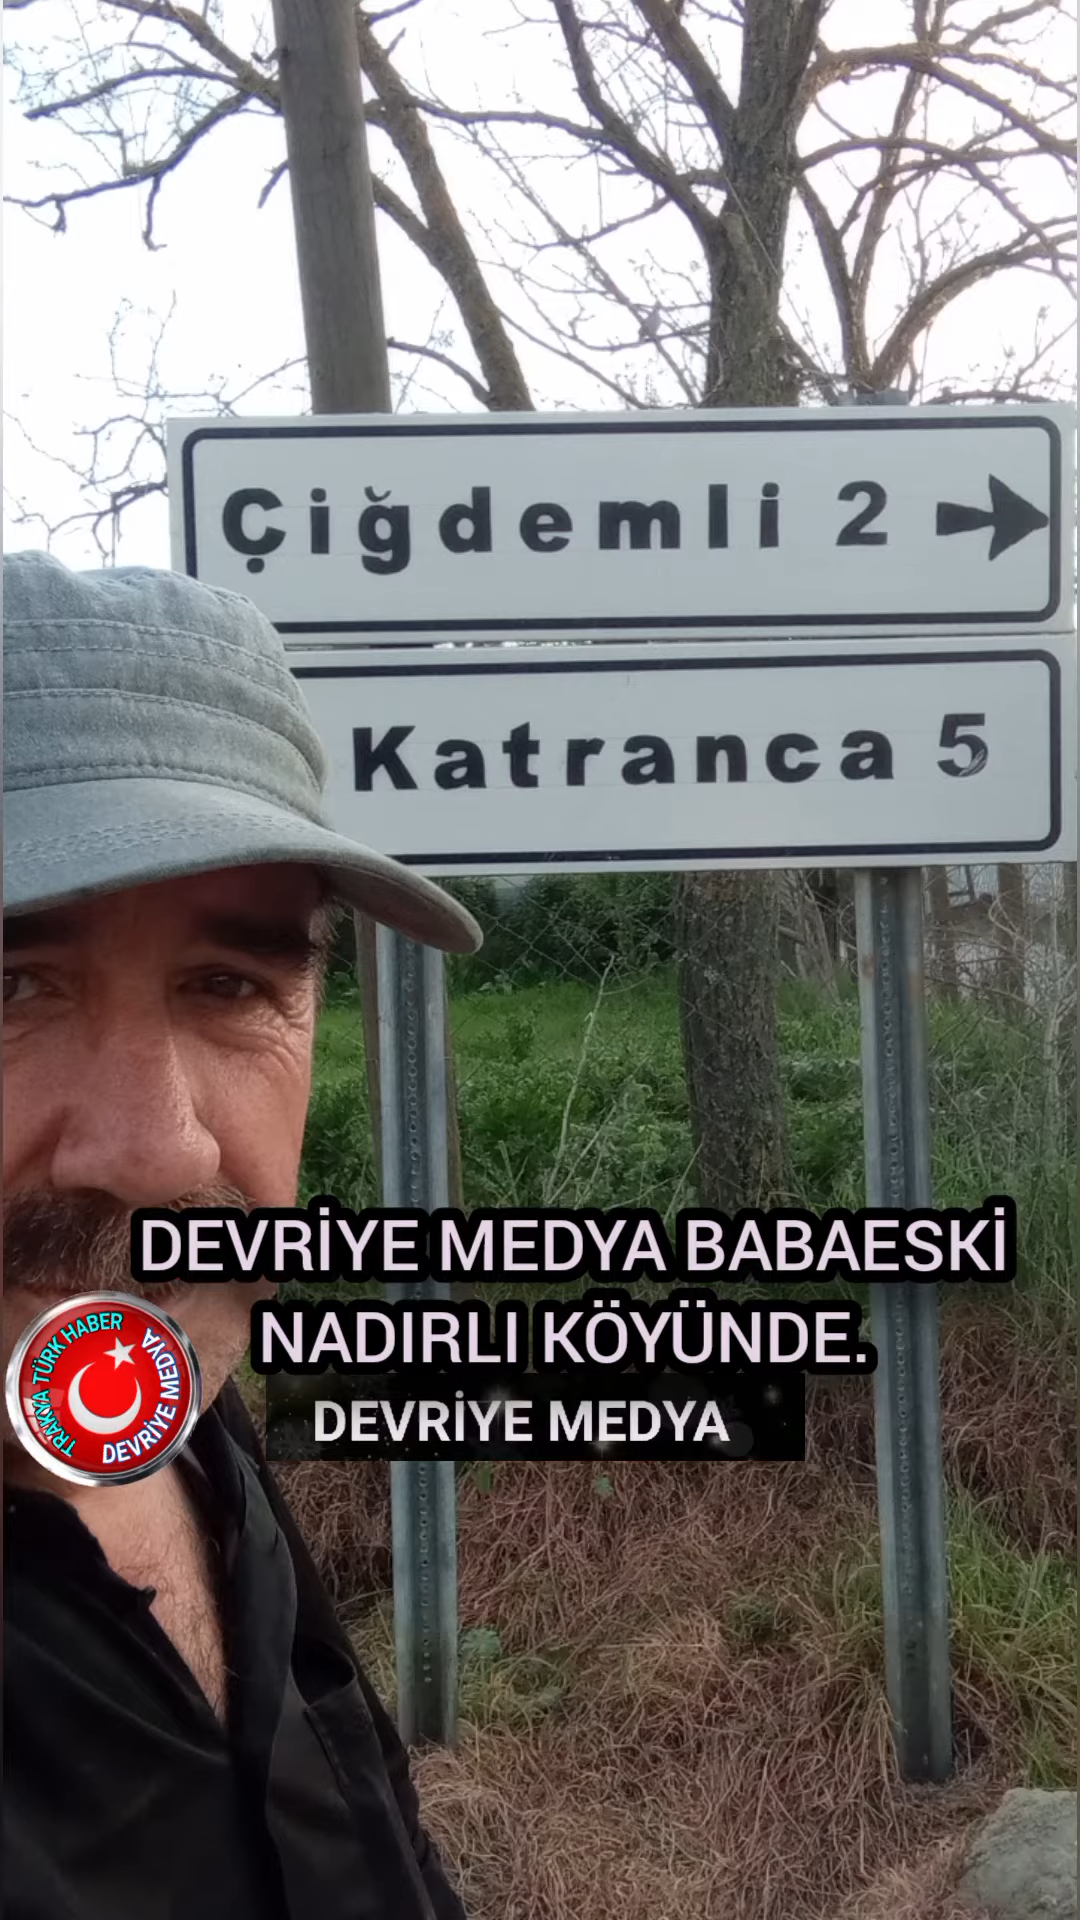 Çiğdemli 2
Katranca 5
DEVRİYE MEDYA BABAESKİ
NADIRLI KÖYÜNDE.
DEVRİYE MEDYA
TRAKYA TÜRK HABER
DEVRİYE MEDYA